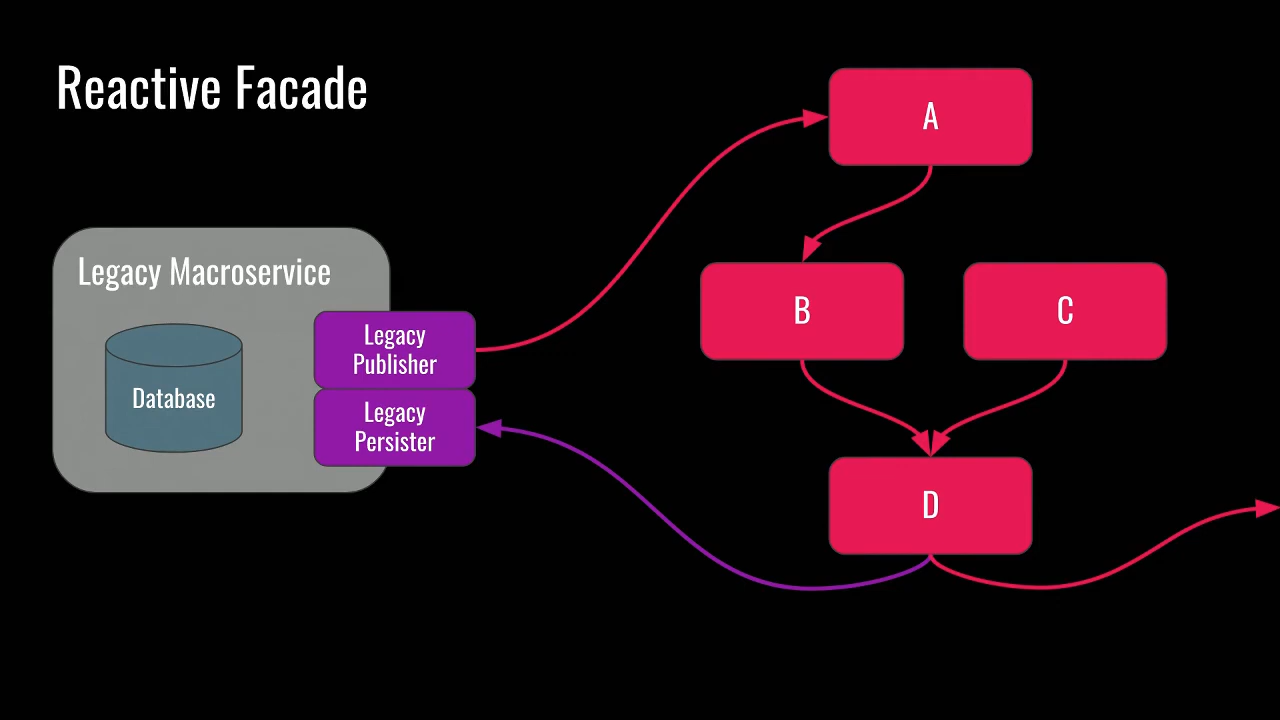 Reactive Facade
A
Legacy Macroservice
B
C
Legacy
Publisher
Database
Legacy
Persister
D